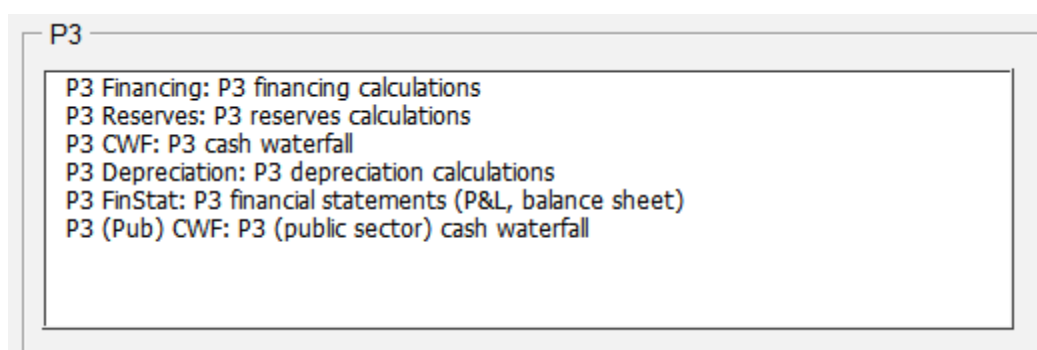 P3
P3 Financing: P3 financing calculations
P3 Reserves: P3 reserves calculations
P3 CWF: P3 cash waterfall
P3 Depreciation: P3 depreciation calculations
P3 FinStat: P3 financial statements (P&L, balance sheet)
P3 (Pub) CWF: P3 (public sector) cash waterfall